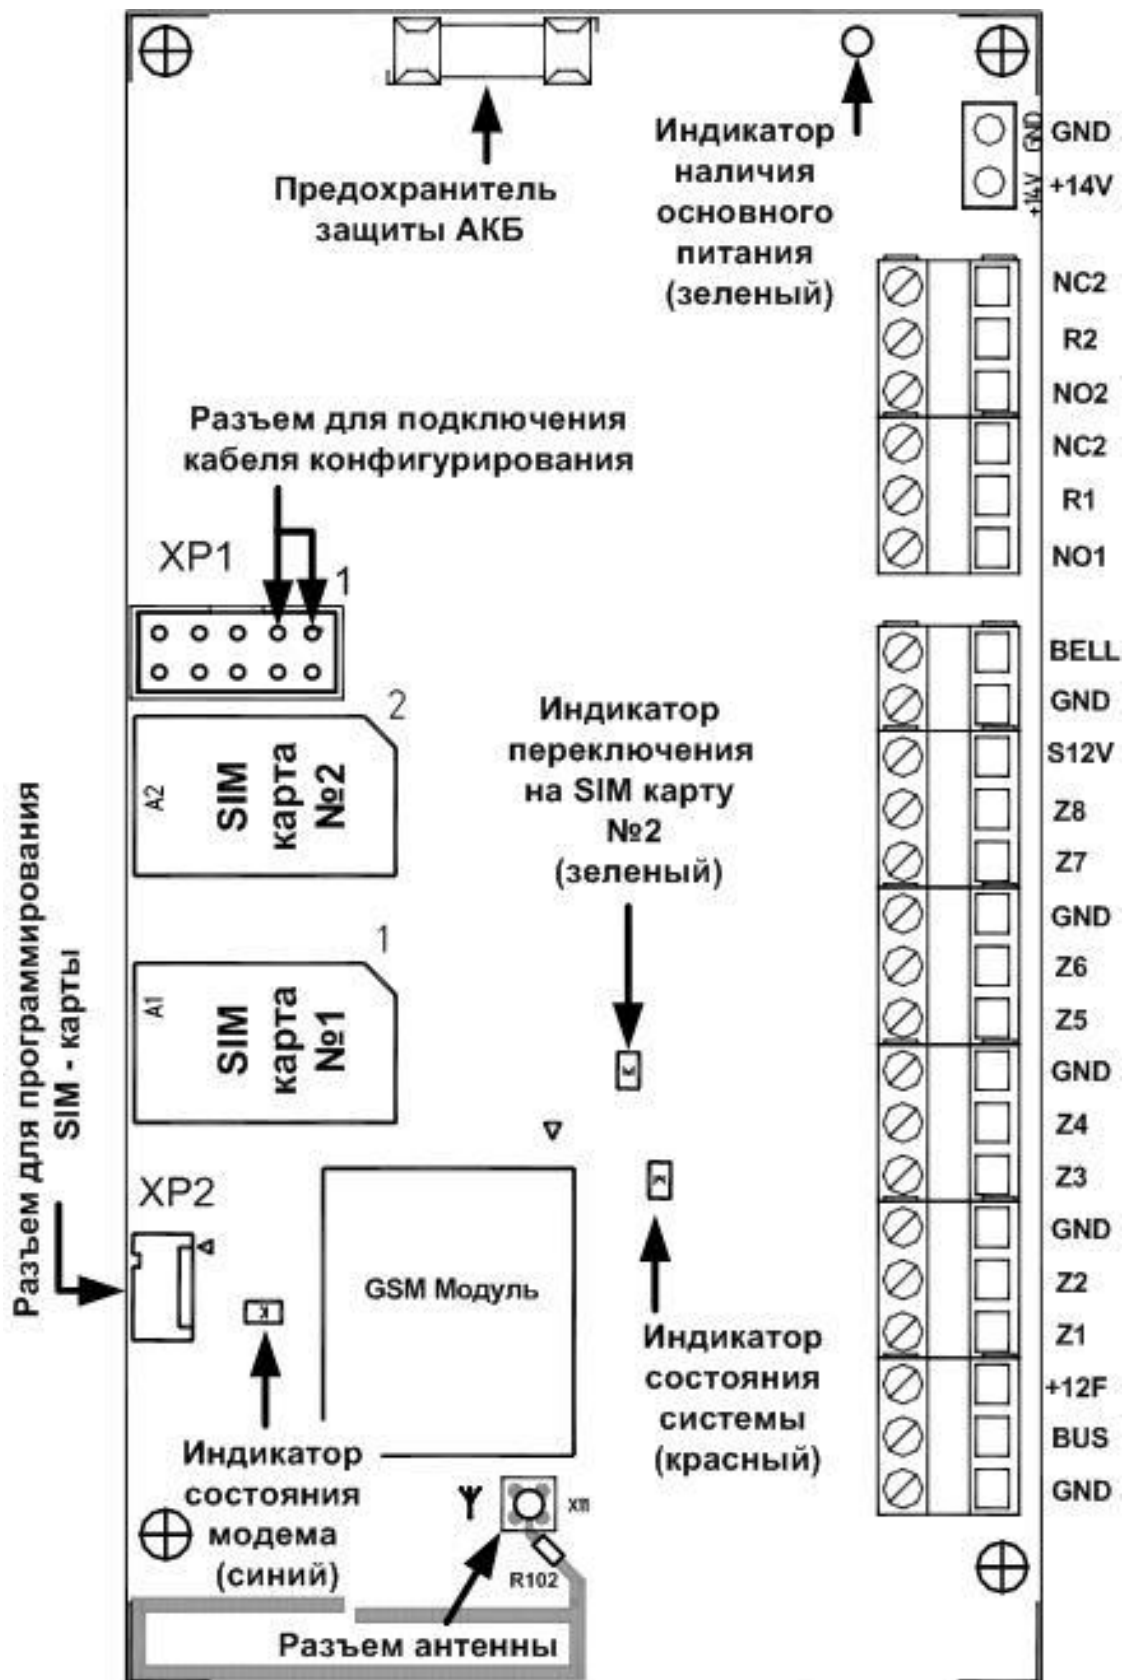 Предохранитель
защиты АКБ
Индикатор
наличия
основного
питания
(зеленый)
GND
+14V
GND
+14V
NC2
R2
NO2
NC2
R1
NO1
Разъем для подключения
кабеля конфигурирования
XP1
1
2
A2
SIM
карта
№2
Индикатор
переключения
на SIM карту
№2
(зеленый)
BELL
GND
S12V
Z8
Z7
GND
Z6
Z5
GND
Z4
Z3
GND
Z2
Z1
+12F
BUS
GND
1
A1
SIM
карта
№1
Разъем для программирования
SIM - карты
XP2
GSM Модуль
Индикатор
состояния
системы
(красный)
Индикатор
состояния
модема
(синий)
X11
R102
Разъем антенны